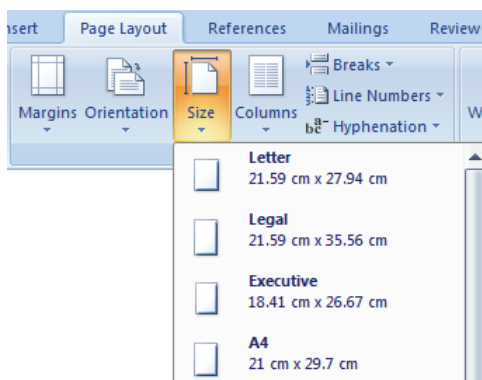 nsert Page Layout References Mailings Review
Breaks
Line Numbers
Margins Orientation Size Columns
Hyphenation
Letter
21.59 cm x 27.94 cm
Legal
21.59 cm x 35.56 cm
Executive
18.41 cm x 26.67 cm
A4
21 cm x 29.7 cm